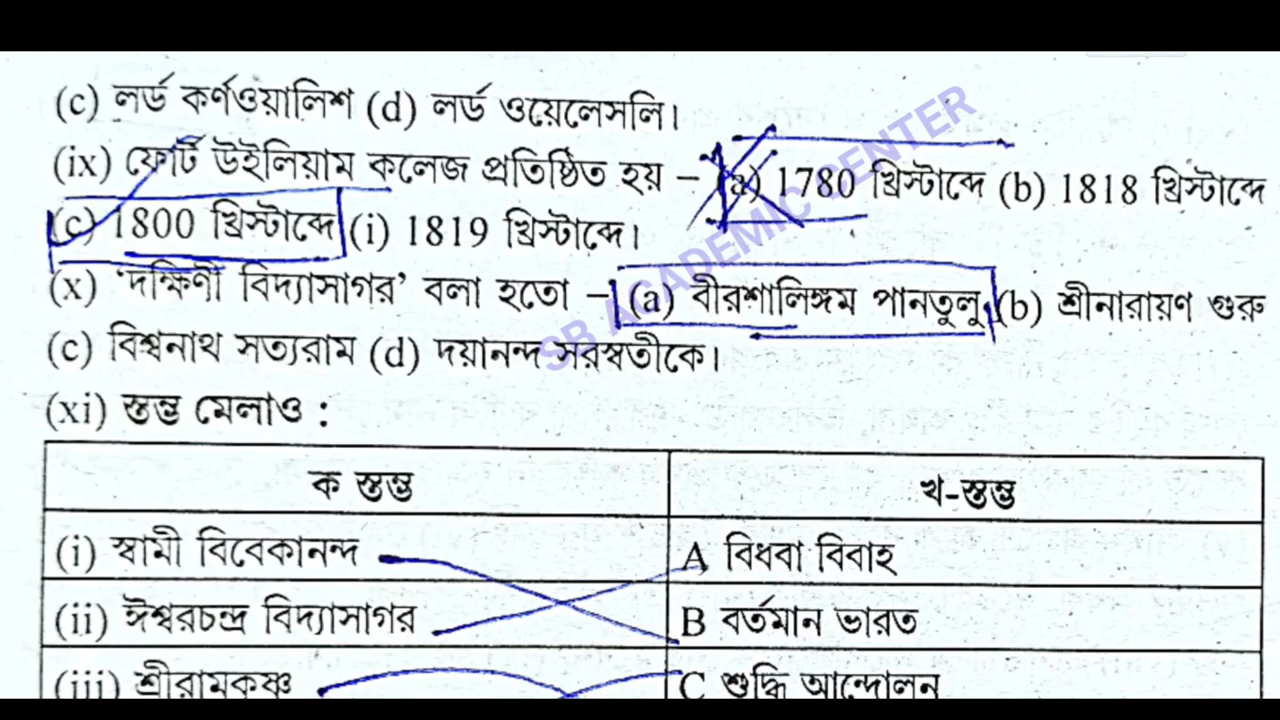 (c) লর্ড কর্ণওয়ালিশ (d) লর্ড ওয়েলেসলি।
(ix) ফোর্ট উইলিয়াম কলেজ প্রতিষ্ঠিত হয় – (a) 1780 খ্রিস্টাব্দে (b) 1818 খ্রিস্টাব্দে
(c) 1800 খ্রিস্টাব্দে (i) 1819 খ্রিস্টাব্দে।
(x) ‘দক্ষিণী বিদ্যাসাগর’ বলা হতো – (a) বীরশালিঙ্গম পানতুলু (b) শ্রীনারায়ণ গুরু
(c) বিশ্বনাথ সত্যরাম (d) দয়ানন্দ সরস্বতীকে।
(xi) স্তম্ভ মেলাও :
ক স্তম্ভ খ-স্তম্ভ
(i) স্বামী বিবেকানন্দ A বিধবা বিবাহ
(ii) ঈশ্বরচন্দ্র বিদ্যাসাগর B বর্তমান ভারত
(iii) শ্রীরামকৃষ্ণ C শুদ্ধি আন্দোলন
SB ACADEMIC CENTER